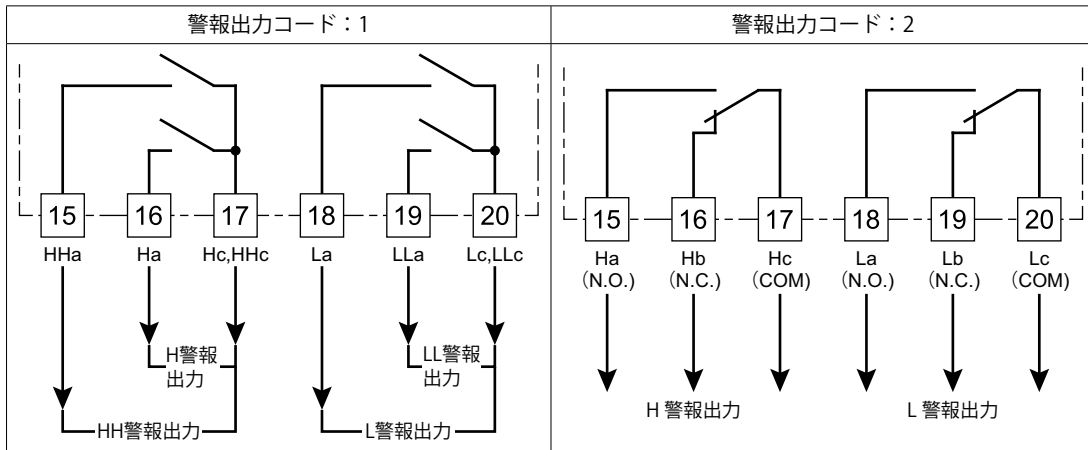 警報出力コード：1
警報出力コード：2
15 16 17 18 19 20
HHa Ha Hc,HHc La LLa Lc,LLc
H警報
出力
LL警報
出力
HH警報出力
L警報出力
15 16 17 18 19 20
Ha Hb Hc La Lb Lc
（N.O.） （N.C.） （COM） （N.O.） （N.C.） （COM）
H 警報出力
L 警報出力